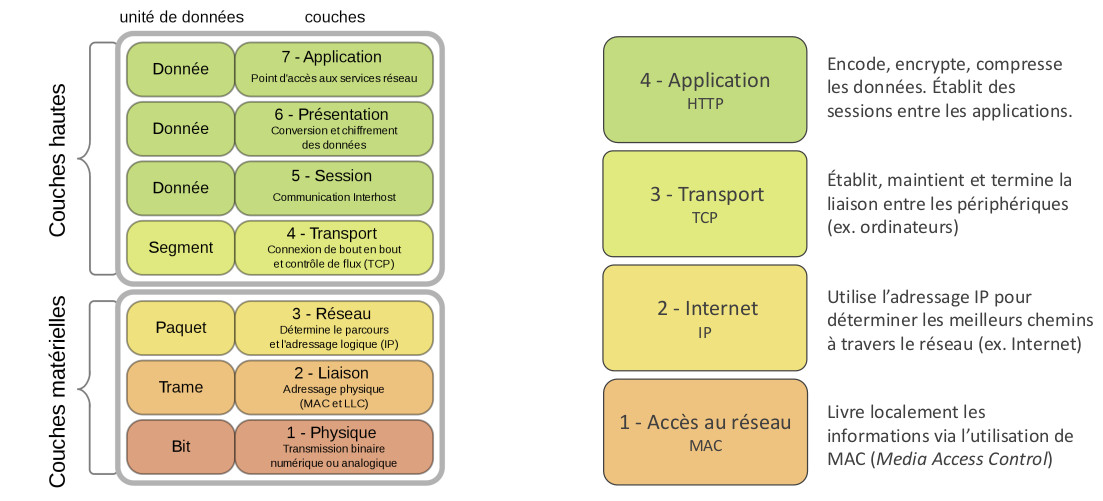 unité de données
couches
Couches hautes
Donnée
7 - Application
Point d'accès aux services réseau
Donnée
6 - Présentation
Conversion et chiffrement
des données
Donnée
5 - Session
Communication Interhost
Segment
4 - Transport
Connexion de bout en bout
et contrôle de flux (TCP)
Couches matérielles
Paquet
3 - Réseau
Détermine le parcours
et l'adressage logique (IP)
Trame
2 - Liaison
Adressage physique
(MAC et LLC)
Bit
1 - Physique
Transmission binaire
numérique ou analogique
4 - Application
HTTP
Encode, encrypte, compresse
les données. Établit des
sessions entre les applications.
3 - Transport
TCP
Établit, maintient et termine la
liaison entre les périphériques
(ex. ordinateurs)
2 - Internet
IP
Utilise l’adressage IP pour
déterminer les meilleurs chemins
à travers le réseau (ex. Internet)
1 - Accès au réseau
MAC
Livre localement les
informations via l’utilisation de
MAC (Media Access Control)